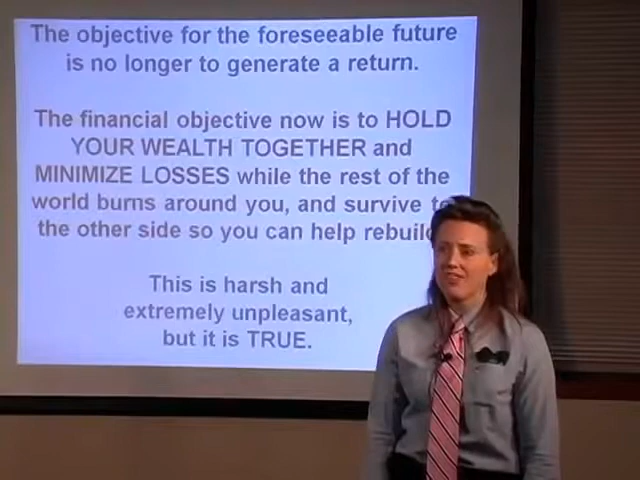 The objective for the foreseeable future
is no longer to generate a return.
The financial objective now is to HOLD
YOUR WEALTH TOGETHER and
MINIMIZE LOSSES while the rest of the
world burns around you, and survive
the other side so you can help rebuild
This is harsh and
extremely unpleasant,
but it is TRUE.